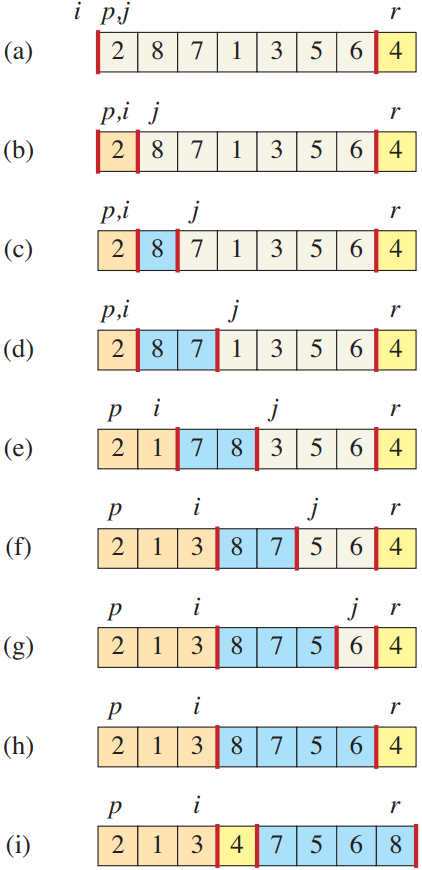 i p,j r
(a) 2 8 7 1 3 5 6 4
p,i j r
(b) 2 8 7 1 3 5 6 4
p,i j r
(c) 2 8 7 1 3 5 6 4
p,i j r
(d) 2 8 7 1 3 5 6 4
p i j r
(e) 2 1 7 8 3 5 6 4
p i j r
(f) 2 1 3 8 7 5 6 4
p i j r
(g) 2 1 3 8 7 5 6 4
p i r
(h) 2 1 3 8 7 5 6 4
p i r
(i) 2 1 3 4 7 5 6 8